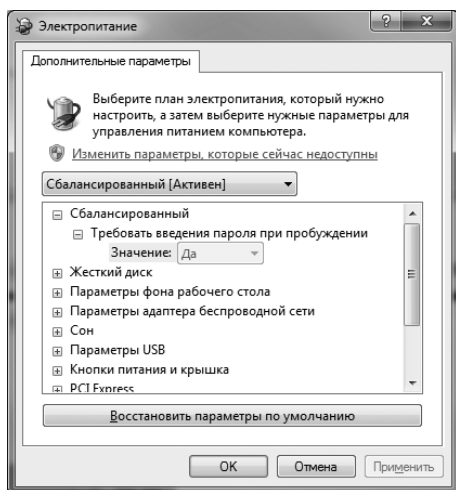 Электропитание
Дополнительные параметры
Выберите план электропитания, который нужно
настроить, а затем выберите нужные параметры для
управления питанием компьютера.
Изменить параметры, которые сейчас недоступны
Сбалансированный [Активен]
Сбалансированный
Требовать введения пароля при пробуждении
Значение: Да
Жесткий диск
Параметры фона рабочего стола
Параметры адаптера беспроводной сети
Сон
Параметры USB
Кнопки питания и крышка
PCI Express
Восстановить параметры по умолчанию
OK Отмена Применить